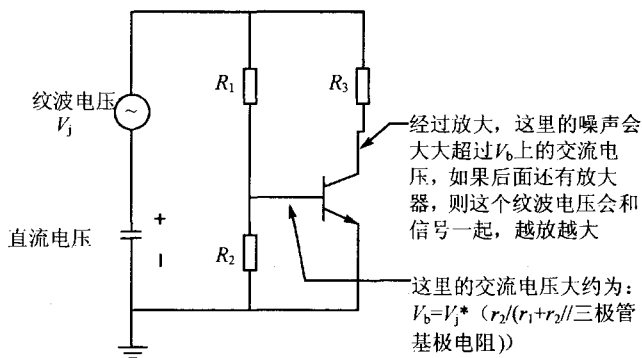 R1
R3
纹波电压
Vj
~
经过放大，这里的噪声会
大大超过Vb上的交流电
压，如果后面还有放大
器，则这个纹波电压会和
信号一起，越放越大
+
直流电压
R2
这里的交流电压大约为：
Vb=Vj*（r2/(r1+r2//三极管
基极电阻)）